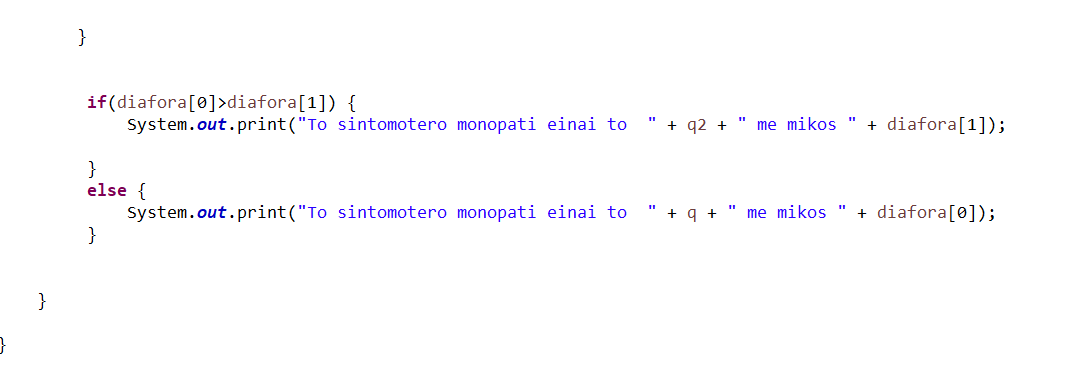 }
if(diafora[0]>diafora[1]) {
System.out.print("To sintomotero monopati einai to  " + q2 + " me mikos " + diafora[1]);
}
else {
System.out.print("To sintomotero monopati einai to  " + q + " me mikos " + diafora[0]);
}
}
}